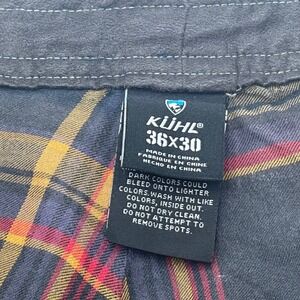 KÜHL®
36X30
MADE IN CHINA
FABRIQUE EN CHINE
HECHO EN CHINA
DARK COLORS COULD
BLEED ONTO LIGHTER
COLORS. WASH WITH LIKE
COLORS, INSIDE OUT.
DO NOT DRY CLEAN.
DO NOT ATTEMPT TO
REMOVE SPOTS.